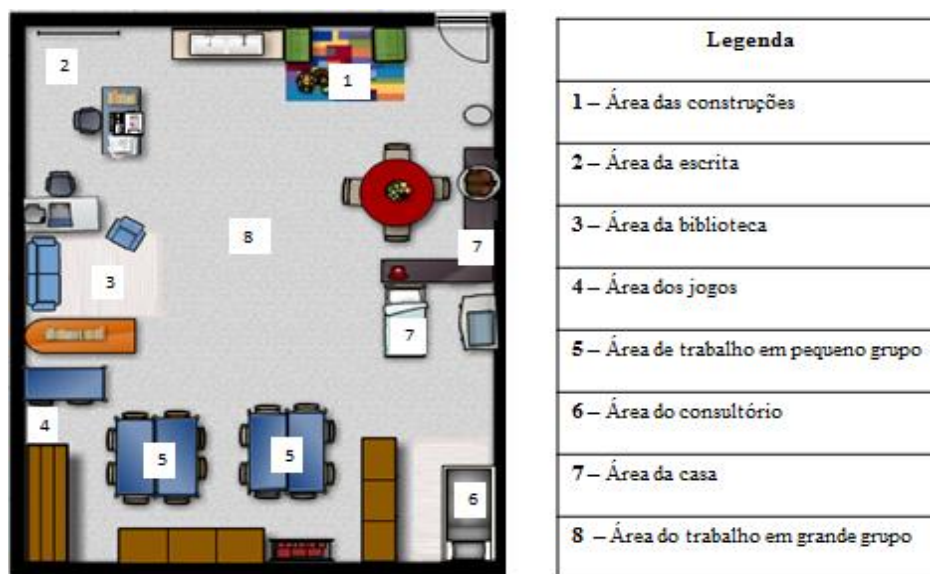 2
1
8
7
3
7
4
5
5
6
Legenda
1 – Área das construções
2 – Área da escrita
3 – Área da biblioteca
4 – Área dos jogos
5 – Área de trabalho em pequeno grupo
6 – Área do consultório
7 – Área da casa
8 – Área do trabalho em grande grupo